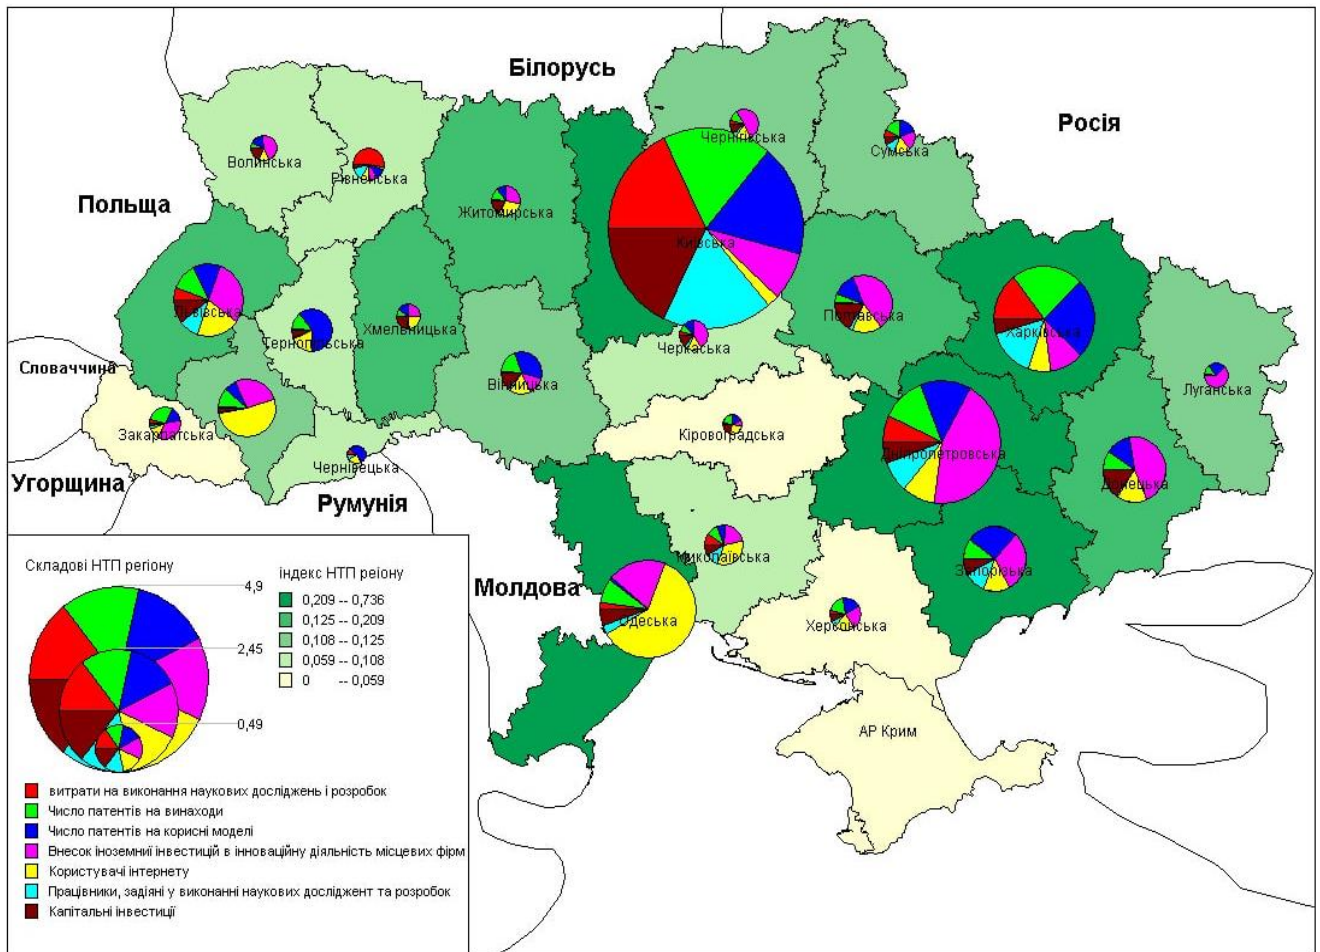 Білорусь
Росія
Польща
Словаччина
Угорщина
Румунія
Молдова
Волинська
Рівненська
Житомирська
Чернігівська
Сумська
Київська
Львівська
Тернопільська
Хмельницька
Вінницька
Черкаська
Полтавська
Харківська
Луганська
Закарпатська
Чернівецька
Кіровоградська
Дніпропетровська
Донецька
Миколаївська
Запорізька
Одеська
Херсонська
АР Крим
Складові НТП регіону
4,9
2,45
0,49
індекс НТП реіону
0,209 -- 0,736
0,125 -- 0,209
0,108 -- 0,125
0,059 -- 0,108
0 -- 0,059
витрати на виконання наукових досліджень і розробок
Число патентів на винаходи
Число патентів на корисні моделі
Внесок іноземниї інвестицій в інноваційну діяльність місцевих фірм
Користувачі інтернету
Працівники, задіяні у виконанні наукових досліджент та розробок
Капітальні інвестиції